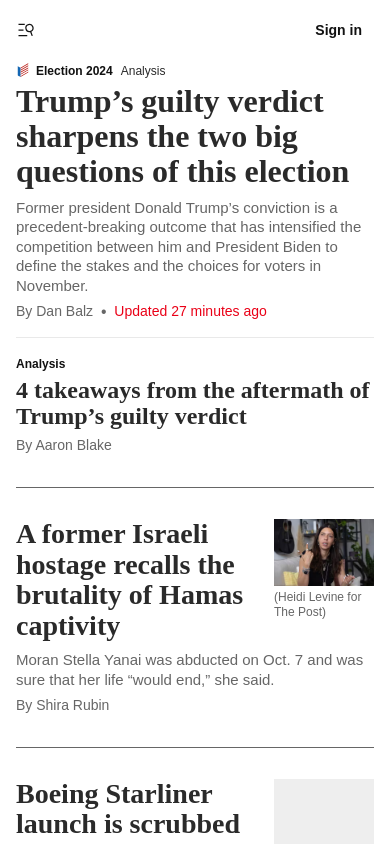 Sign in
Election 2024 Analysis
Trump’s guilty verdict
sharpens the two big
questions of this election
Former president Donald Trump’s conviction is a
precedent-breaking outcome that has intensified the
competition between him and President Biden to
define the stakes and the choices for voters in
November.
By Dan Balz • Updated 27 minutes ago
Analysis
4 takeaways from the aftermath of
Trump’s guilty verdict
By Aaron Blake
A former Israeli
hostage recalls the
brutality of Hamas
captivity
(Heidi Levine for
The Post)
Moran Stella Yanai was abducted on Oct. 7 and was
sure that her life “would end,” she said.
By Shira Rubin
Boeing Starliner
launch is scrubbed